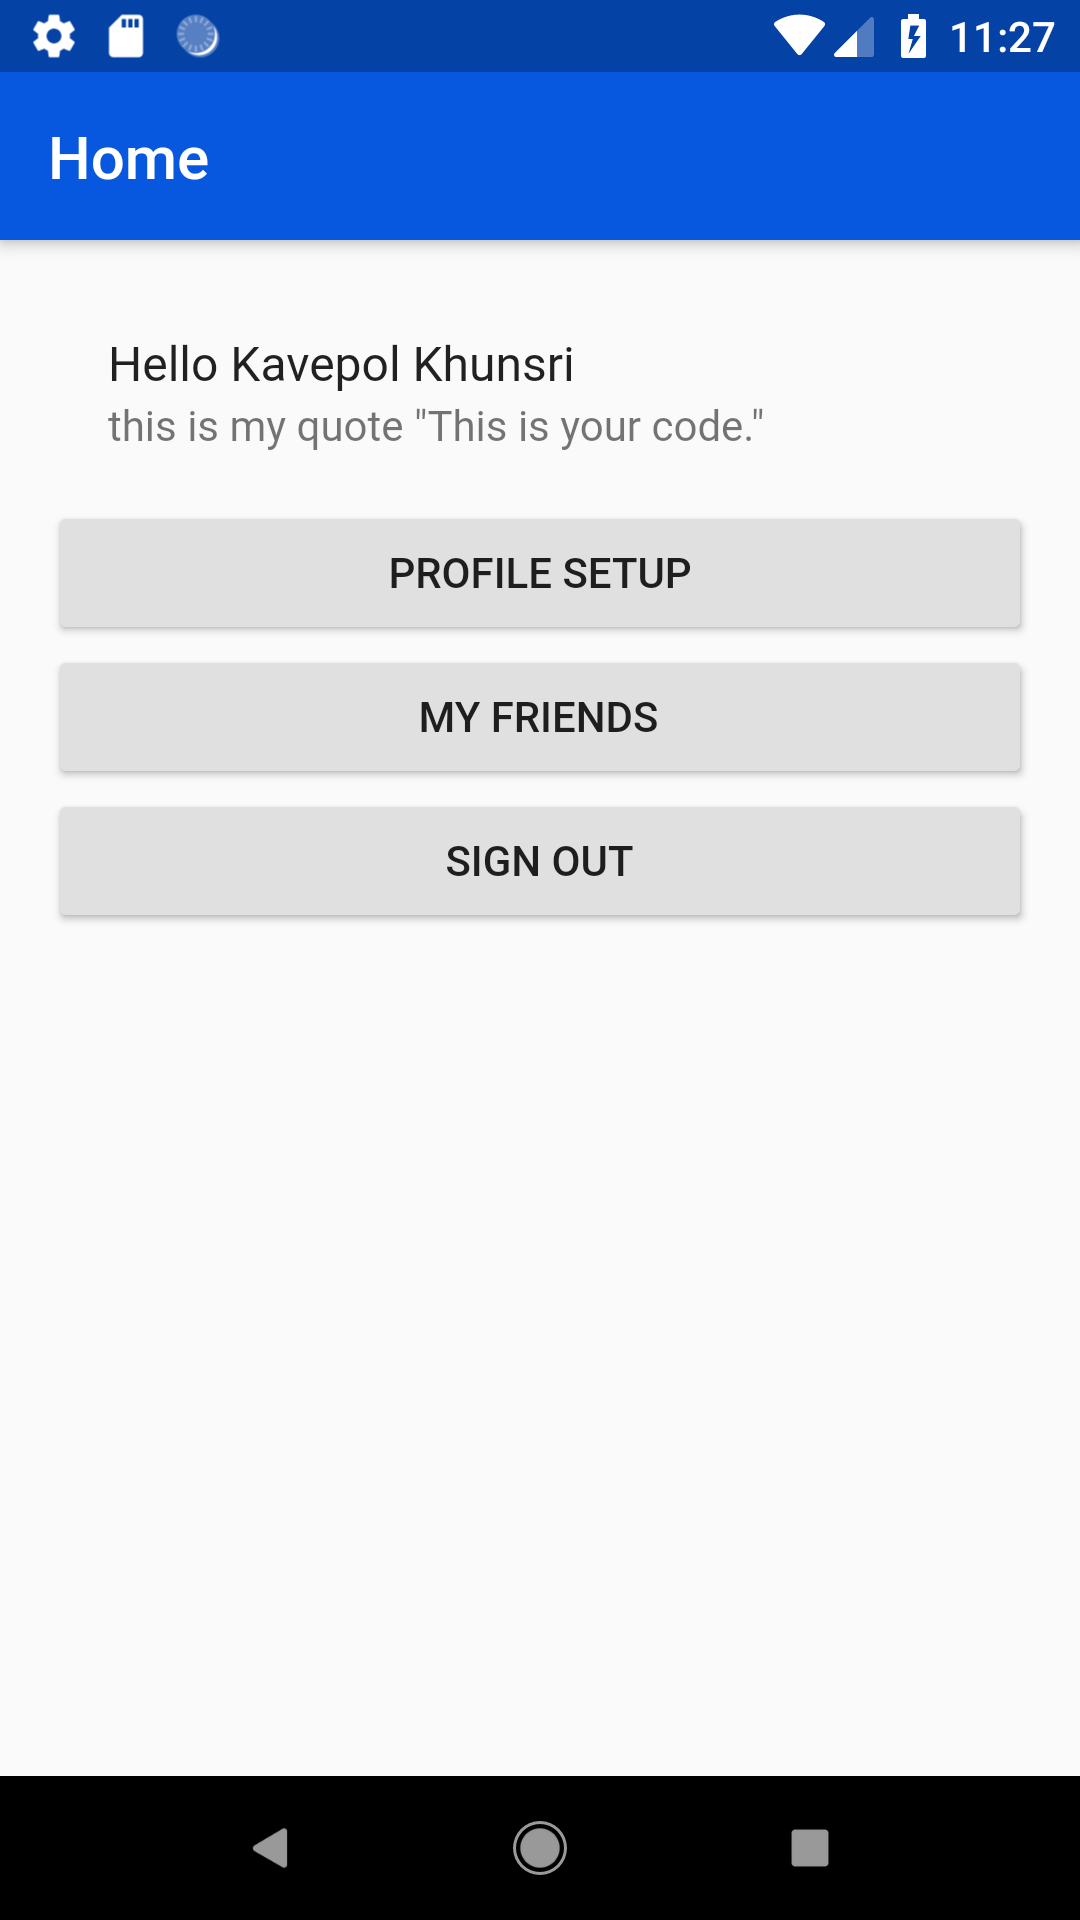 11:27
Home
Hello Kavepol Khunsri
this is my quote "This is your code."
PROFILE SETUP
MY FRIENDS
SIGN OUT